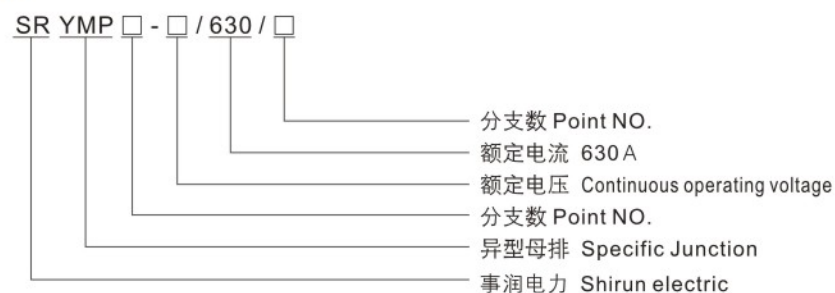 SR YMP □ - □ / 630 / □
分支数 Point NO.
额定电流 630A
额定电压 Continuous operating voltage
分支数 Point NO.
异型母排 Specific Junction
事润电力 Shirun electric